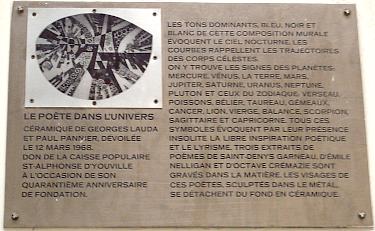 LE POÈTE DANS L'UNIVERS
CÉRAMIQUE DE GEORGES LAUDA
ET PAUL PANNIER, DÉVOILÉE
LE 12 MARS 1968.
DON DE LA CAISSE POPULAIRE
ST-ALPHONSE D'YOUVILLE
À L'OCCASION DE SON
QUARANTIÈME ANNIVERSAIRE
DE FONDATION.
LES TONS DOMINANTS, BLEU, NOIR ET
BLANC DE CETTE COMPOSITION MURALE
ÉVOQUENT LE CIEL NOCTURNE. LES
COURBES RAPPELLENT LES TRAJECTOIRES
DES CORPS CÉLESTES.
ON Y TROUVE LES SIGNES DES PLANÈTES:
MERCURE, VÉNUS, LA TERRE, MARS,
JUPITER, SATURNE, URANUS, NEPTUNE,
PLUTON ET CEUX DU ZODIAQUE: VERSEAU,
POISSONS, BÉLIER, TAUREAU, GÉMEAUX,
CANCER, LION, VIERGE, BALANCE, SCORPION,
SAGITTAIRE ET CAPRICORNE. TOUS CES
SYMBOLES ÉVOQUENT PAR LEUR PRÉSENCE
INSOLITE LA LIBRE INSPIRATION POÉTIQUE
ET LE LYRISME. TROIS EXTRAITS DE
POÈMES DE SAINT-DENYS GARNEAU, D'ÉMILE
NELLIGAN ET D'OCTAVE CRÉMAZIE SONT
GRAVÉS DANS LA MATIÈRE. LES VISAGES DE
CES POÈTES, SCULPTÉS DANS LE MÉTAL,
SE DÉTACHENT DU FOND EN CÉRAMIQUE.